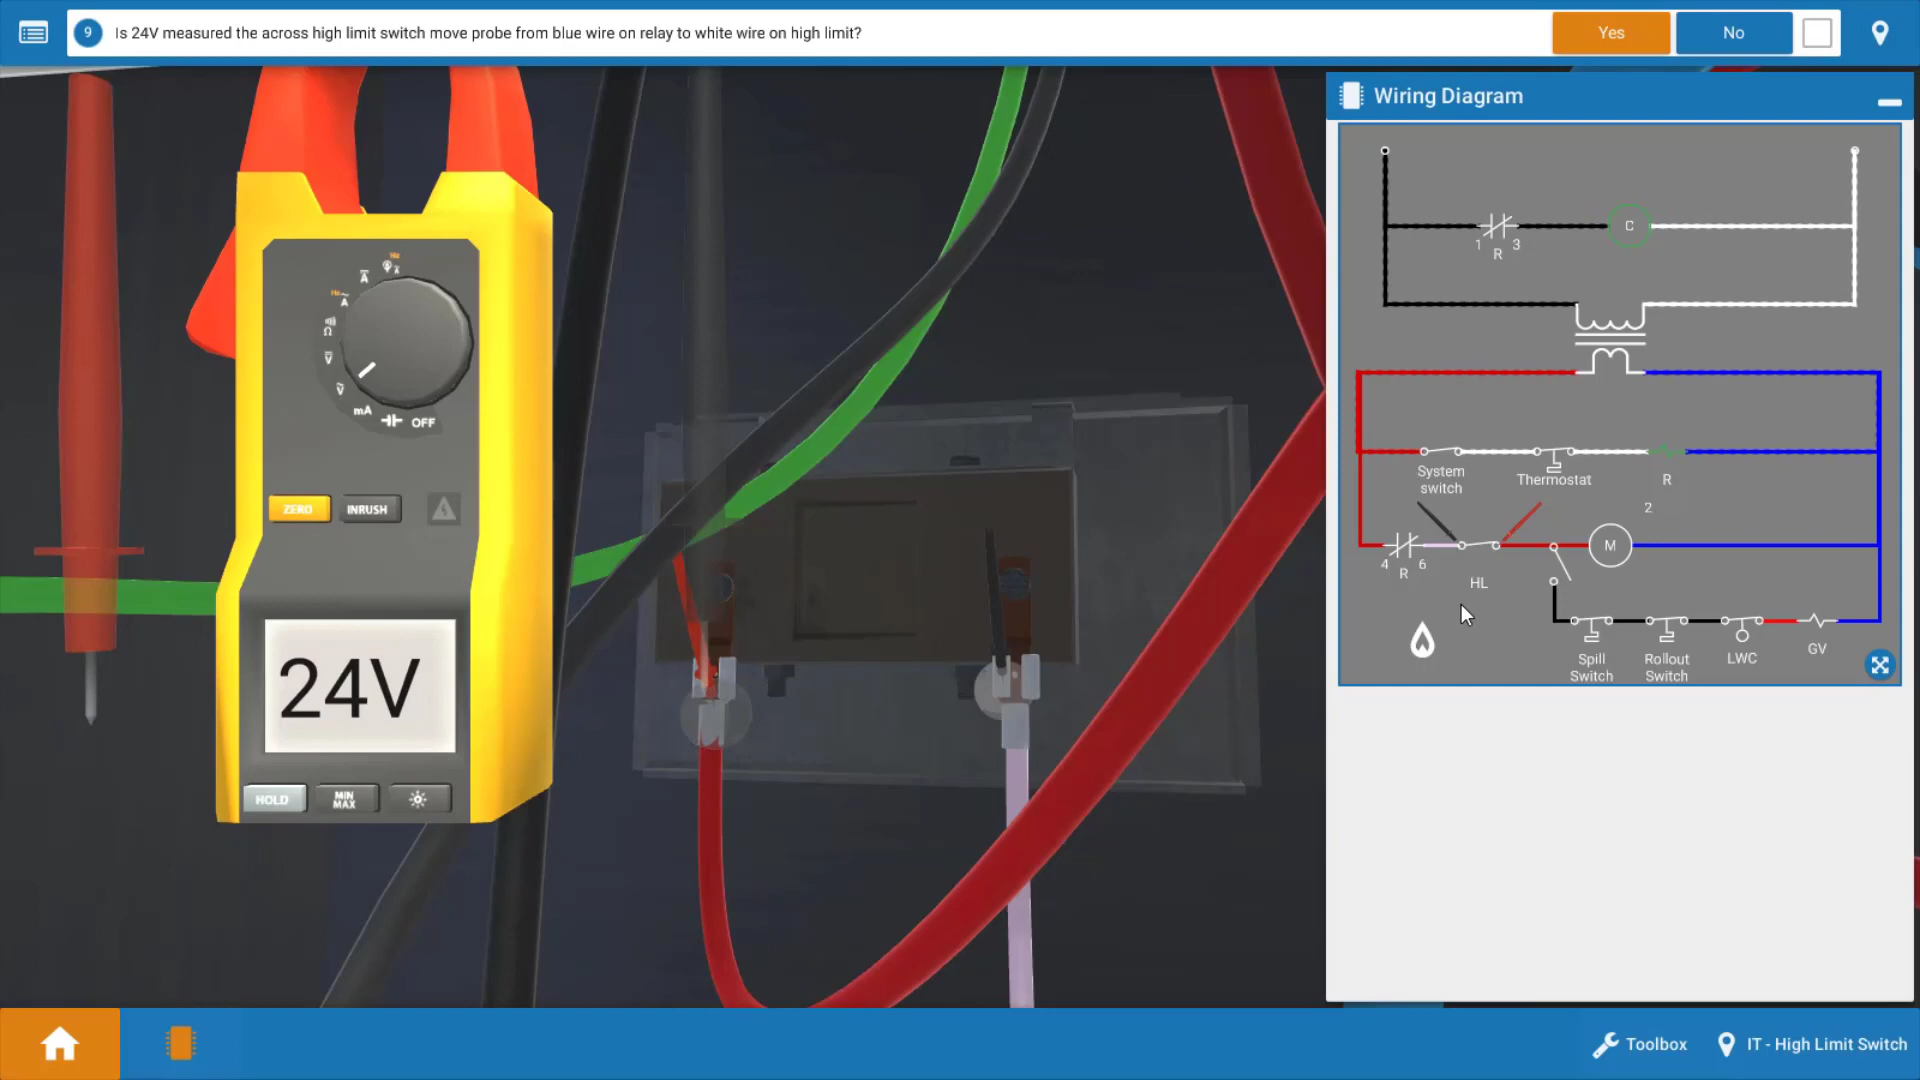 9 Is 24V measured the across high limit switch move probe from blue wire on relay to white wire on high limit?
Yes
No
Wiring Diagram
C
1 3
R
System
switch
Thermostat
R
2
M
4 6
R
HL
Spill
Switch
Rollout
Switch
LWC
GV
Hz
A
Hz
A
Ω
V
V
mA
OFF
ZERO
INRUSH
24V
HOLD
MIN
MAX
Toolbox
IT - High Limit Switch